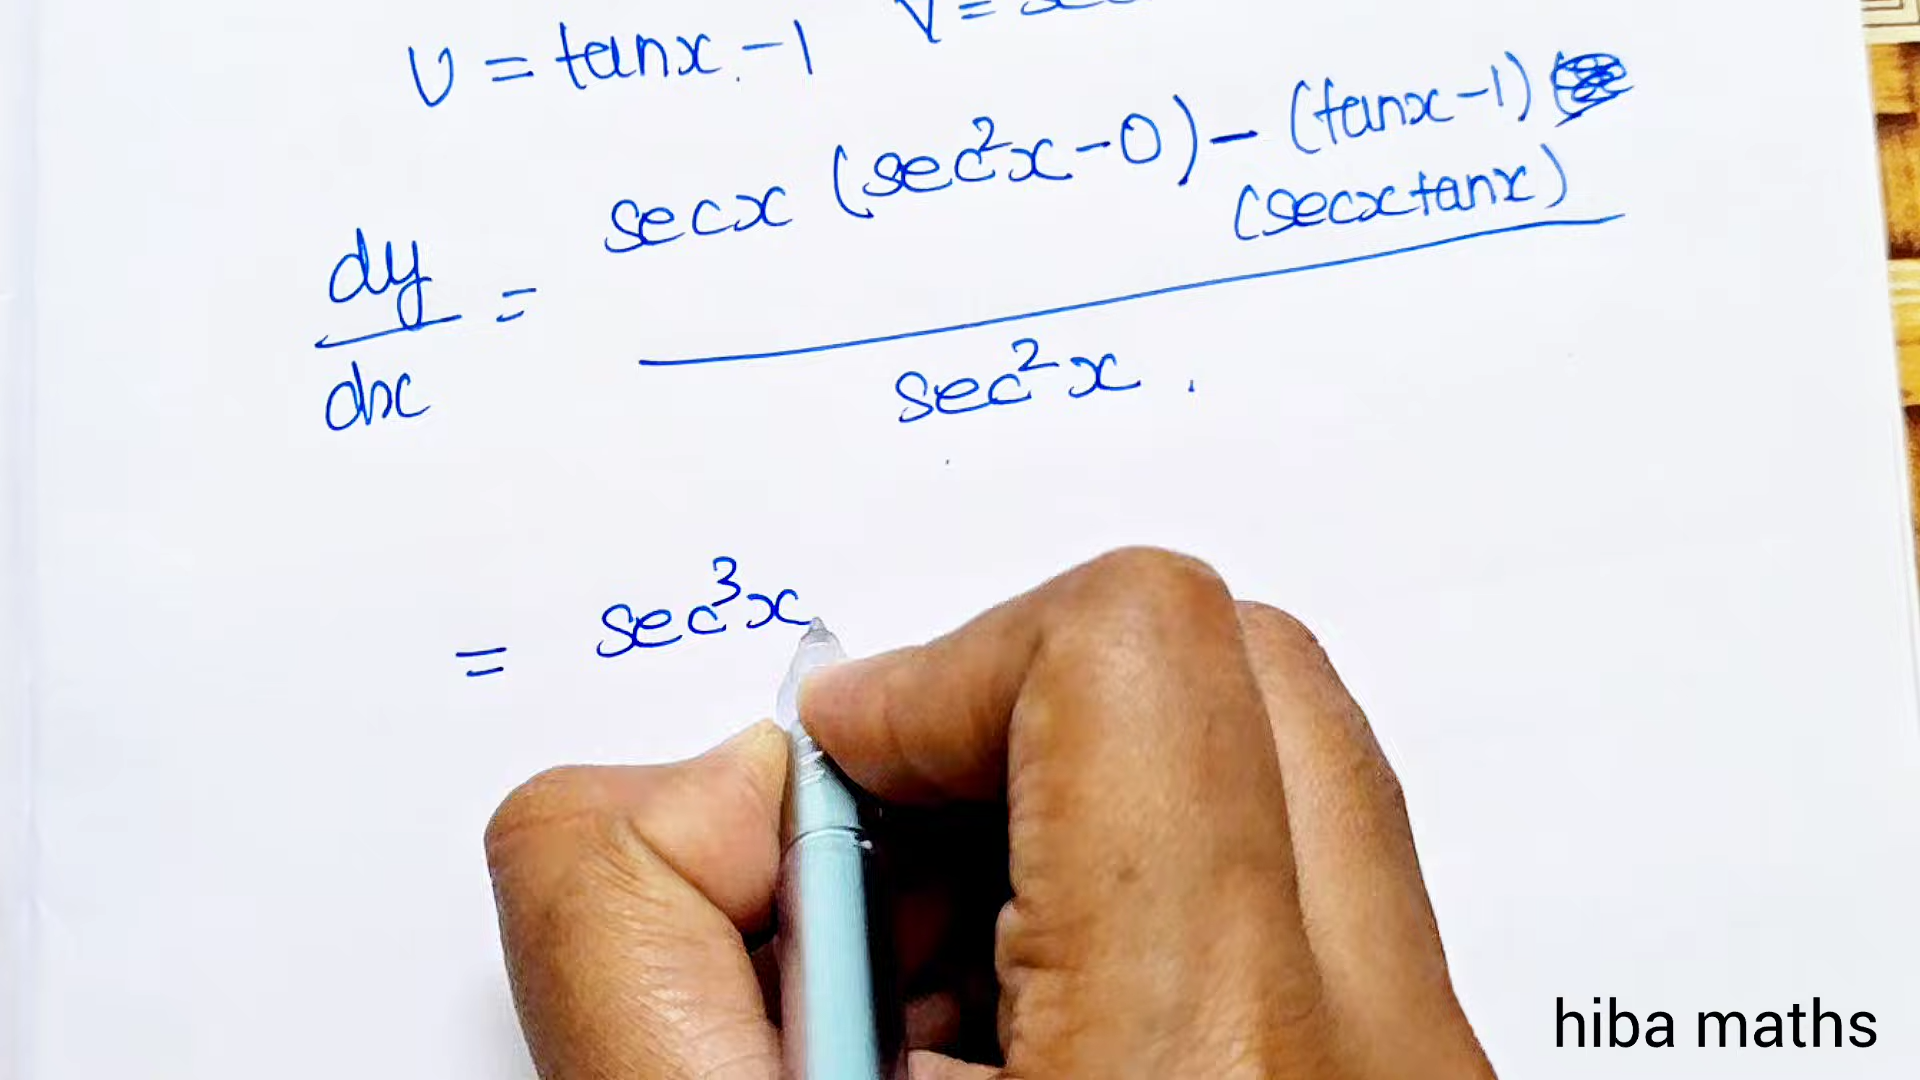 U = tanx - 1 V =
dy/dx = secx (sec²x - 0) - (tanx - 1) (secxtanx) / sec²x .
= sec³x
hiba maths